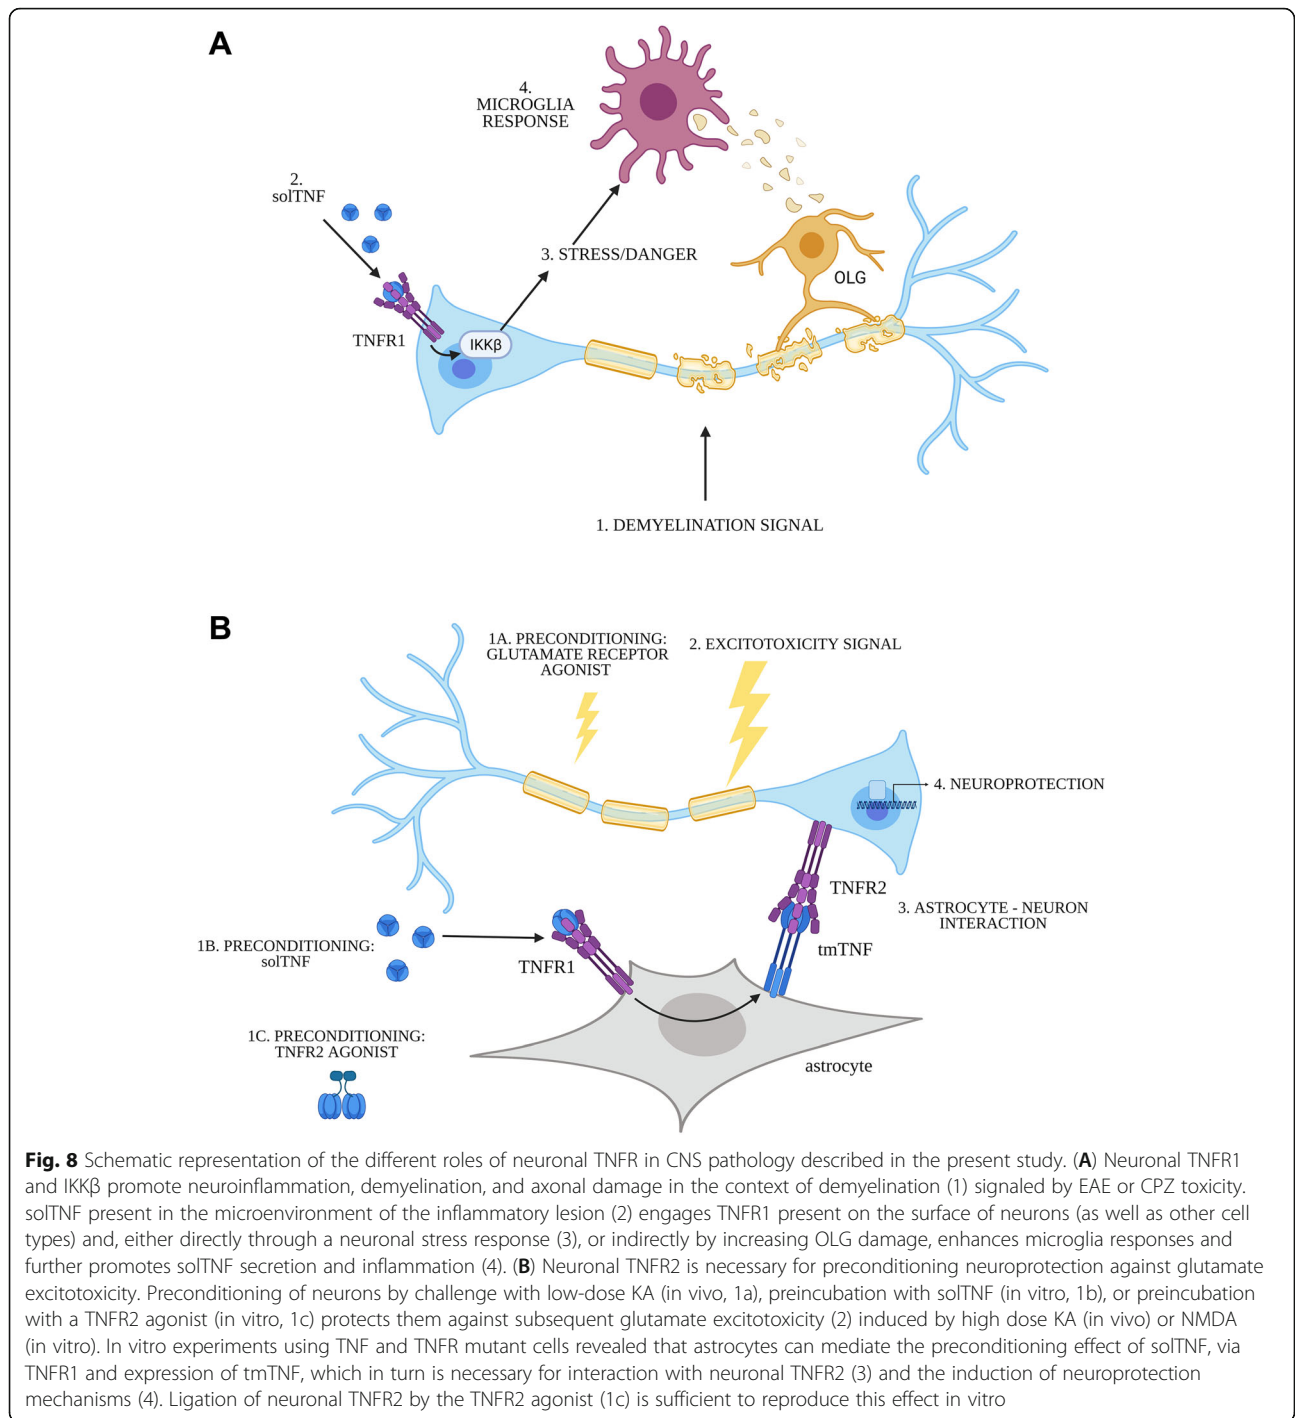 A
4.
MICROGLIA
RESPONSE
2.
solTNF
3. STRESS/DANGER
OLG
TNFR1
IKKβ
1. DEMYELINATION SIGNAL
B
1A. PRECONDITIONING:
GLUTAMATE RECEPTOR
AGONIST
2. EXCITOTOXICITY SIGNAL
4. NEUROPROTECTION
TNFR2
3. ASTROCYTE - NEURON
INTERACTION
tmTNF
1B. PRECONDITIONING:
solTNF
TNFR1
1C. PRECONDITIONING:
TNFR2 AGONIST
astrocyte
Fig. 8 Schematic representation of the different roles of neuronal TNFR in CNS pathology described in the present study. (A) Neuronal TNFR1
and IKKβ promote neuroinflammation, demyelination, and axonal damage in the context of demyelination (1) signaled by EAE or CPZ toxicity.
solTNF present in the microenvironment of the inflammatory lesion (2) engages TNFR1 present on the surface of neurons (as well as other cell
types) and, either directly through a neuronal stress response (3), or indirectly by increasing OLG damage, enhances microglia responses and
further promotes solTNF secretion and inflammation (4). (B) Neuronal TNFR2 is necessary for preconditioning neuroprotection against glutamate
excitotoxicity. Preconditioning of neurons by challenge with low-dose KA (in vivo, 1a), preincubation with solTNF (in vitro, 1b), or preincubation
with a TNFR2 agonist (in vitro, 1c) protects them against subsequent glutamate excitotoxicity (2) induced by high dose KA (in vivo) or NMDA
(in vitro). In vitro experiments using TNF and TNFR mutant cells revealed that astrocytes can mediate the preconditioning effect of solTNF, via
TNFR1 and expression of tmTNF, which in turn is necessary for interaction with neuronal TNFR2 (3) and the induction of neuroprotection
mechanisms (4). Ligation of neuronal TNFR2 by the TNFR2 agonist (1c) is sufficient to reproduce this effect in vitro